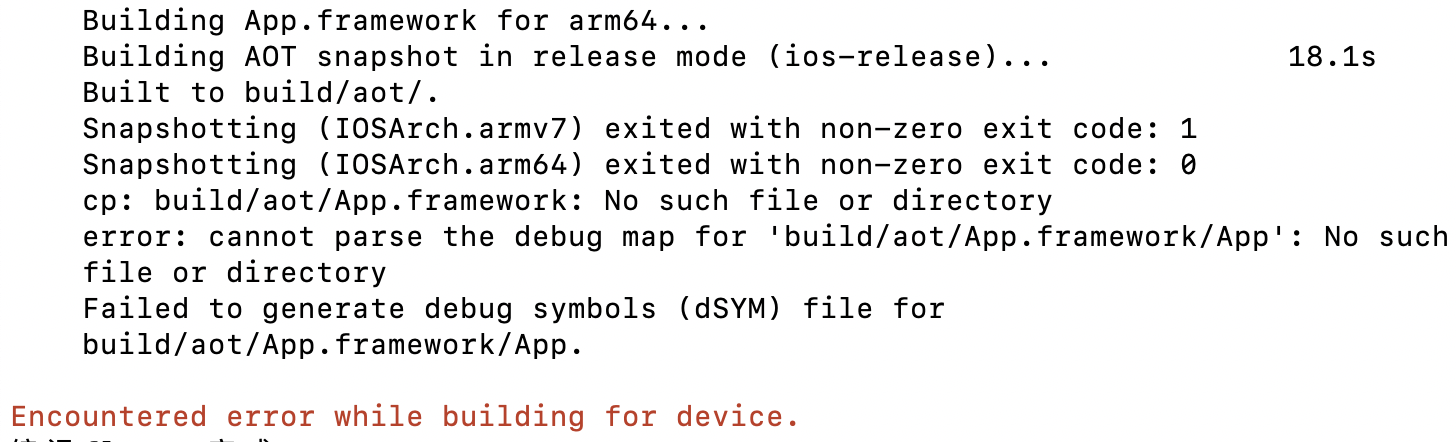 Building App.framework for arm64...
Building AOT snapshot in release mode (ios-release)... 18.1s
Built to build/aot/.
Snapshotting (IOSArch.armv7) exited with non-zero exit code: 1
Snapshotting (IOSArch.arm64) exited with non-zero exit code: 0
cp: build/aot/App.framework: No such file or directory
error: cannot parse the debug map for 'build/aot/App.framework/App': No such
file or directory
Failed to generate debug symbols (dSYM) file for
build/aot/App.framework/App.
Encountered error while building for device.